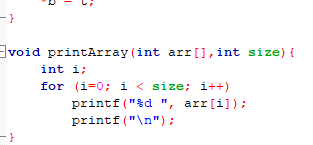 *b = t;
}
void printArray(int arr[],int size){
int i;
for (i=0; i < size; i++)
printf("%d ", arr[i]);
printf("\n");
}